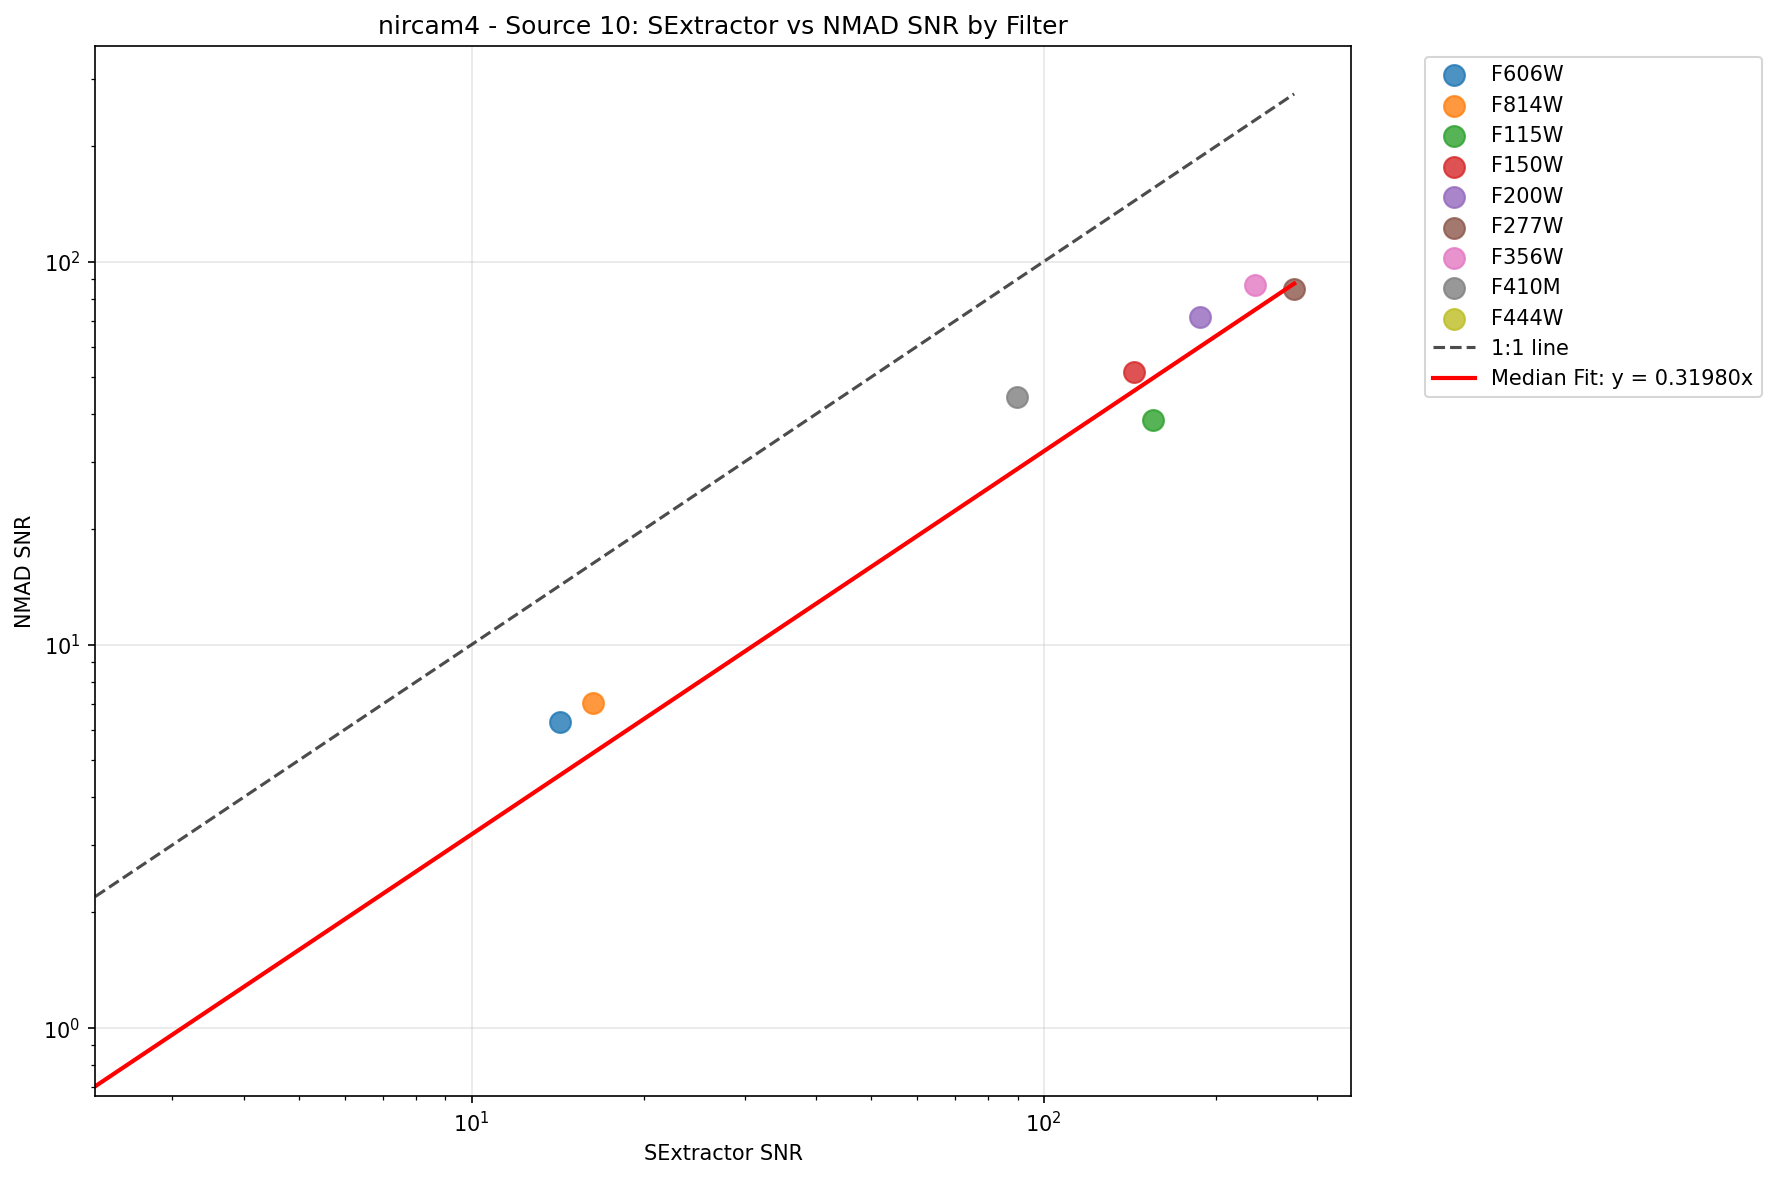 nircam4 - Source 10: SExtractor vs NMAD SNR by Filter
F606W
F814W
F115W
F150W
F200W
F277W
F356W
F410M
F444W
1:1 line
Median Fit: y = 0.31980x
NMAD SNR
10²
10¹
10⁰
10¹
10²
SExtractor SNR